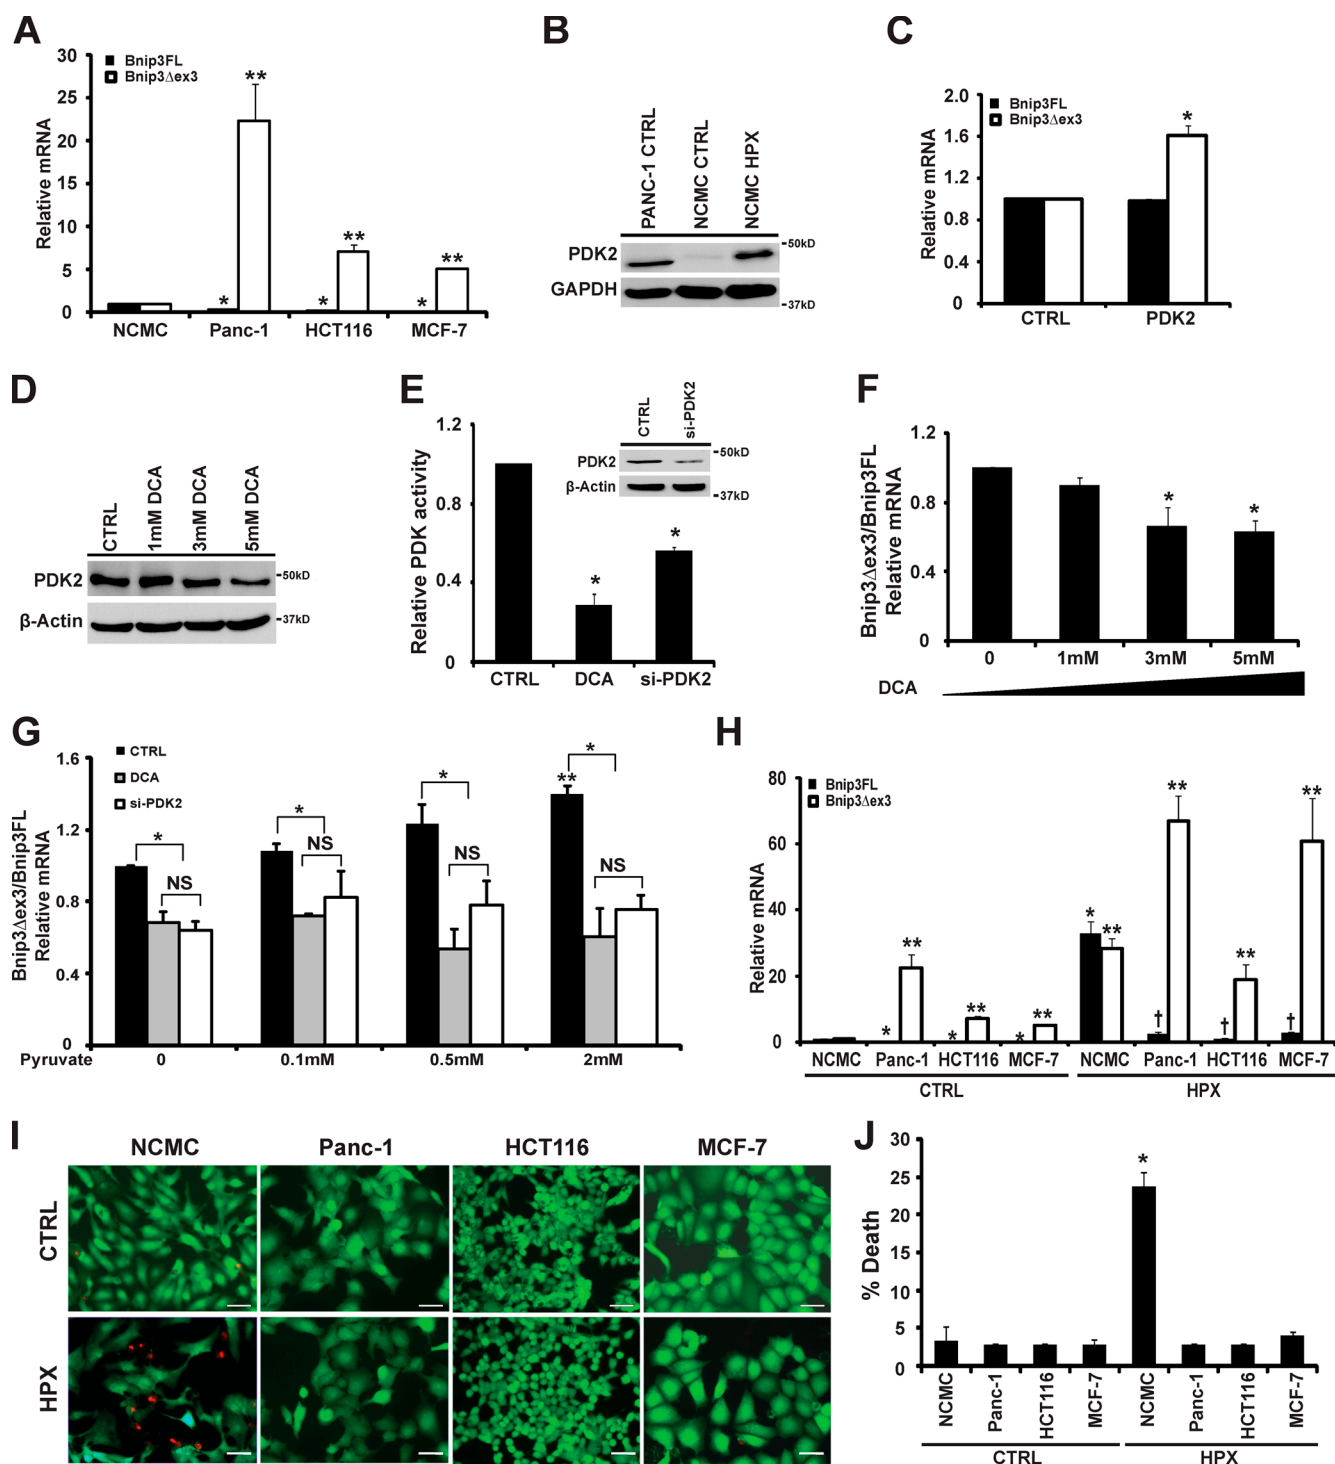 A
Relative mRNA
30
25
20
15
10
5
0
Bnip3FL
Bnip3Δex3
**
*
**
*
**
*
NCMC Panc-1 HCT116 MCF-7
B
PANC-1 CTRL
NCMC CTRL
NCMC HPX
PDK2
GAPDH
50kD
37kD
C
Relative mRNA
2.0
1.6
1.2
0.8
0.4
0
Bnip3FL
Bnip3Δex3
*
CTRL PDK2
D
CTRL
1mM DCA
3mM DCA
5mM DCA
PDK2
β-Actin
50kD
37kD
E
Relative PDK activity
1.2
0.8
0.4
0
CTRL
si-PDK2
PDK2
β-Actin
50kD
37kD
*
*
CTRL DCA si-PDK2
F
Bnip3Δex3/Bnip3FL
Relative mRNA
1.2
0.8
0.4
0
*
*
0 1mM 3mM 5mM
DCA
G
Bnip3Δex3/Bnip3FL
Relative mRNA
1.6
1.2
0.8
0.4
0
CTRL
DCA
si-PDK2
*
NS
*
NS
*
NS
**
*
NS
Pyruvate 0 0.1mM 0.5mM 2mM
H
Relative mRNA
80
60
40
20
0
Bnip3FL
Bnip3Δex3
*
**
*
**
*
**
*
**
†
**
†
**
†
**
NCMC Panc-1 HCT116 MCF-7 NCMC Panc-1 HCT116 MCF-7
CTRL HPX
I
NCMC Panc-1 HCT116 MCF-7
CTRL
HPX
J
% Death
30
25
20
15
10
5
0
*
NCMC
Panc-1
HCT116
MCF-7
NCMC
Panc-1
HCT116
MCF-7
CTRL HPX